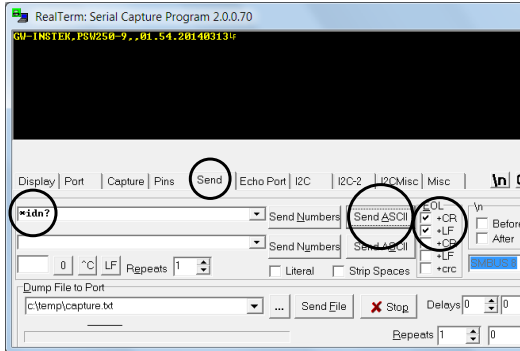 RealTerm: Serial Capture Program 2.0.0.70
GW-INSTEK,PSW250-9,,01.54.20140313
Display Port Capture Pins Send Echo Port I2C I2C-2 I2CMisc Misc \n
EOL
\n
*idn? Send Numbers Send ASCII +CR Before
+LF After
Send Numbers Send ASCII +CR
0 ^C LF Repeats 1 Literal Strip Spaces +LF
+crc SMBUS 8
Dump File to Port
c:\temp\capture.txt ... Send File Stop Delays 0 0
Repeats 1 0